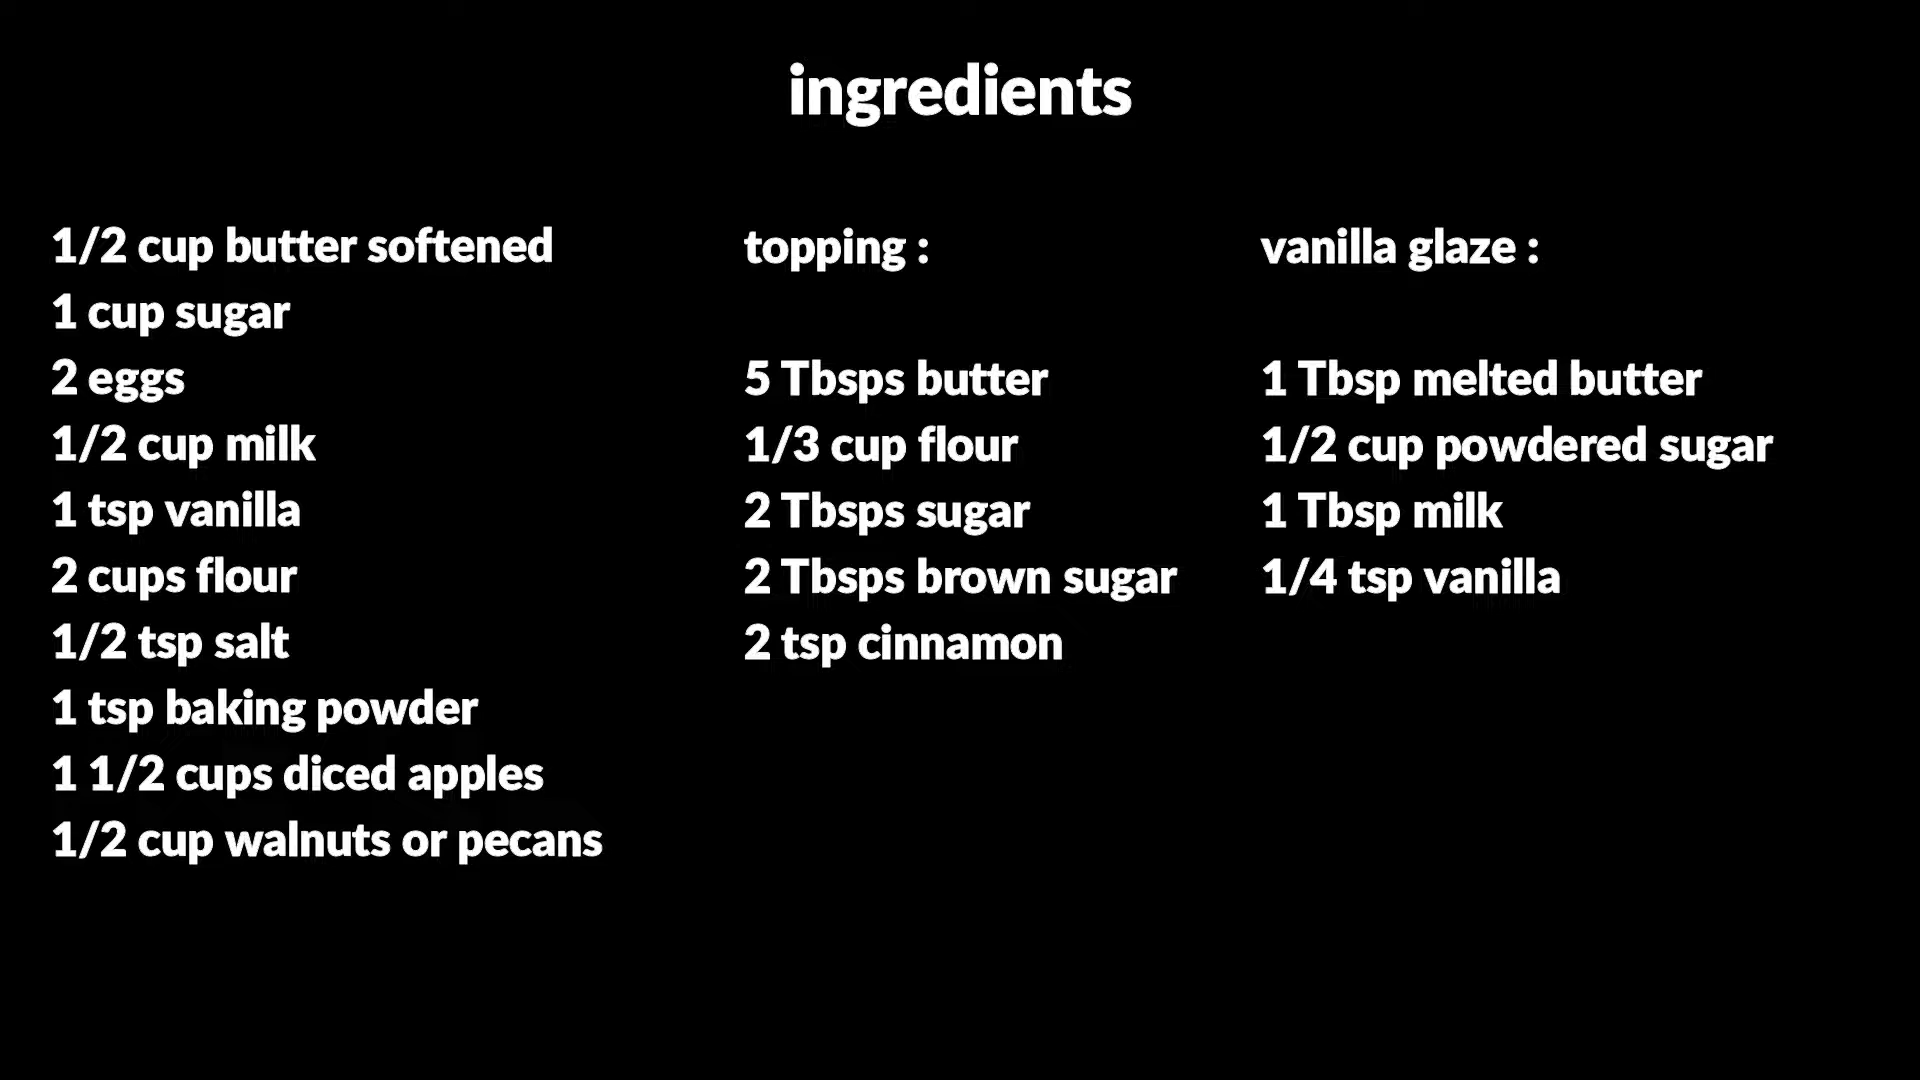 ingredients
1/2 cup butter softened
1 cup sugar
2 eggs
1/2 cup milk
1 tsp vanilla
2 cups flour
1/2 tsp salt
1 tsp baking powder
1 1/2 cups diced apples
1/2 cup walnuts or pecans
topping :
5 Tbsps butter
1/3 cup flour
2 Tbsps sugar
2 Tbsps brown sugar
2 tsp cinnamon
vanilla glaze :
1 Tbsp melted butter
1/2 cup powdered sugar
1 Tbsp milk
1/4 tsp vanilla